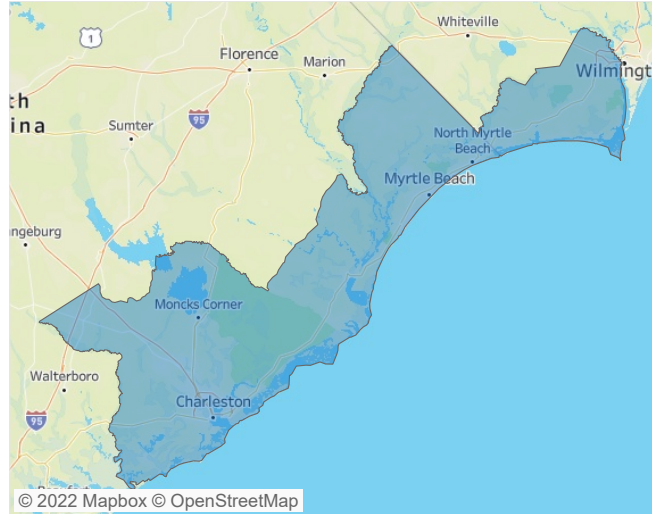 Whiteville
1
Florence
Marion
Wilmingt
th
ina
95
Sumter
North Myrtle
Beach
Myrtle Beach
ngeburg
Moncks Corner
Walterboro
Charleston
95
© 2022 Mapbox © OpenStreetMap